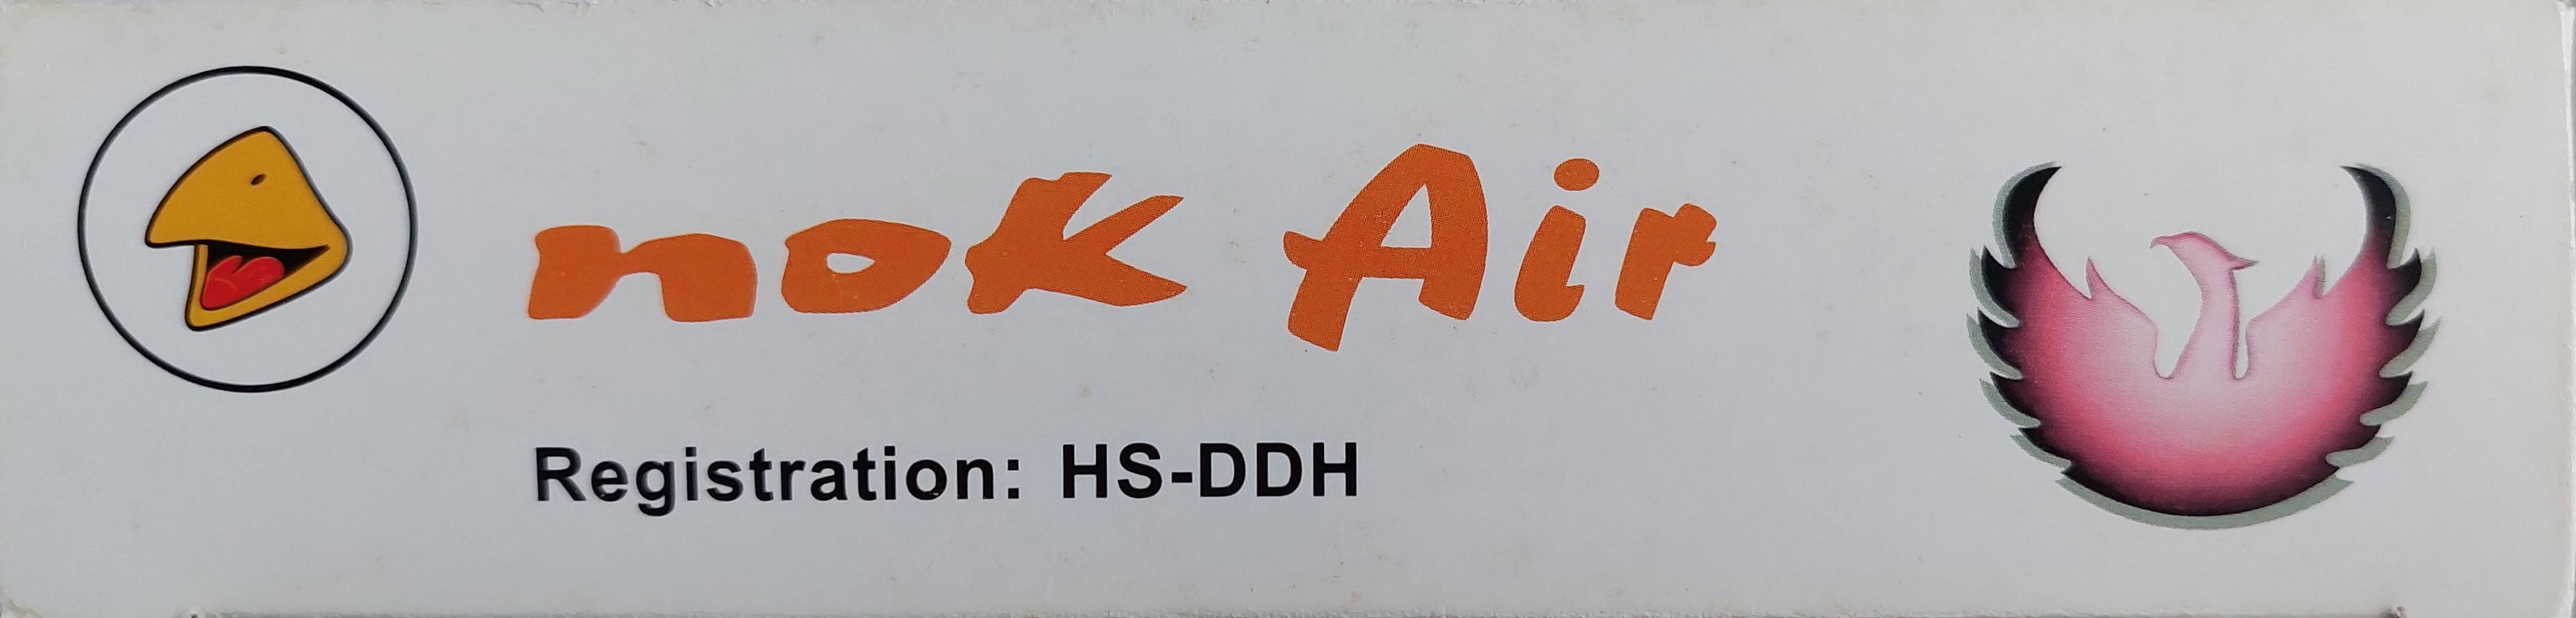 nok Air
Registration: HS-DDH